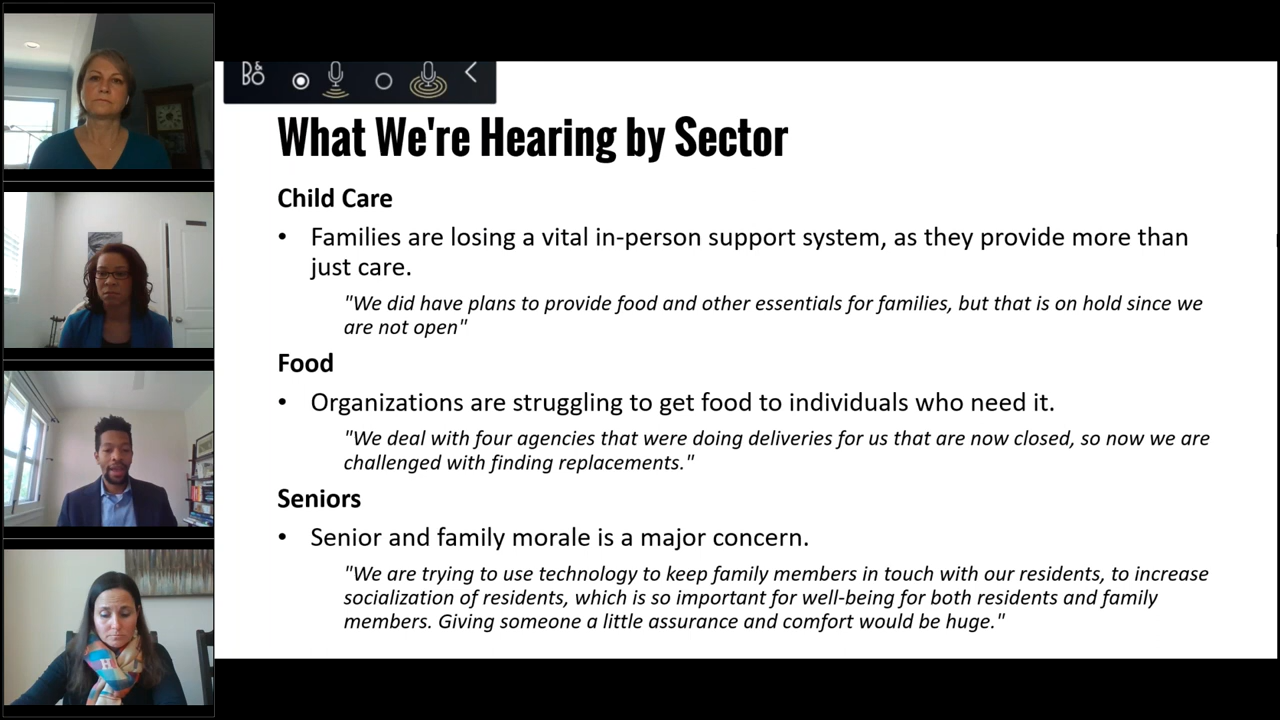 B&O
What We're Hearing by Sector
Child Care
• Families are losing a vital in-person support system, as they provide more than
just care.
"We did have plans to provide food and other essentials for families, but that is on hold since we
are not open"
Food
• Organizations are struggling to get food to individuals who need it.
"We deal with four agencies that were doing deliveries for us that are now closed, so now we are
challenged with finding replacements."
Seniors
• Senior and family morale is a major concern.
"We are trying to use technology to keep family members in touch with our residents, to increase
socialization of residents, which is so important for well-being for both residents and family
members. Giving someone a little assurance and comfort would be huge."